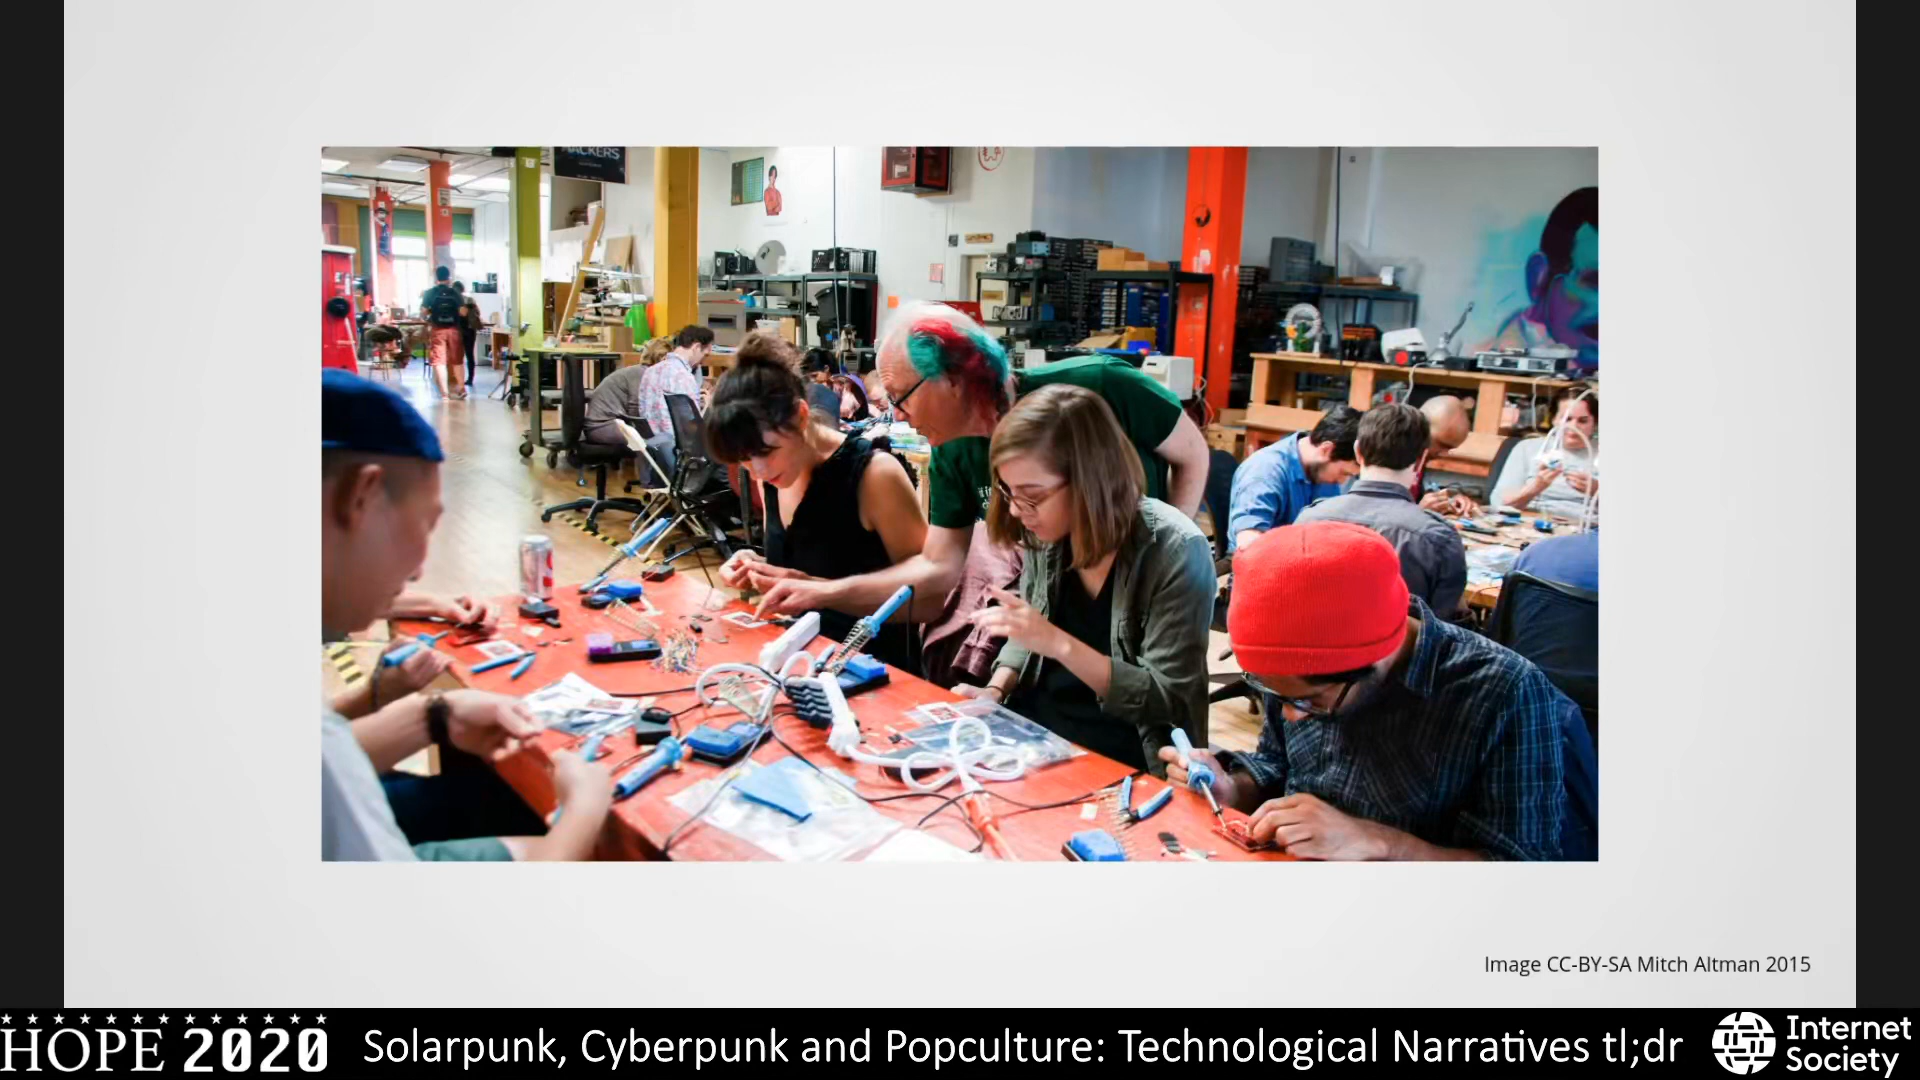 HACKERS
Image CC-BY-SA Mitch Altman 2015
HOPE 2020
Solarpunk, Cyberpunk and Popculture: Technological Narratives tl;dr
Internet
Society